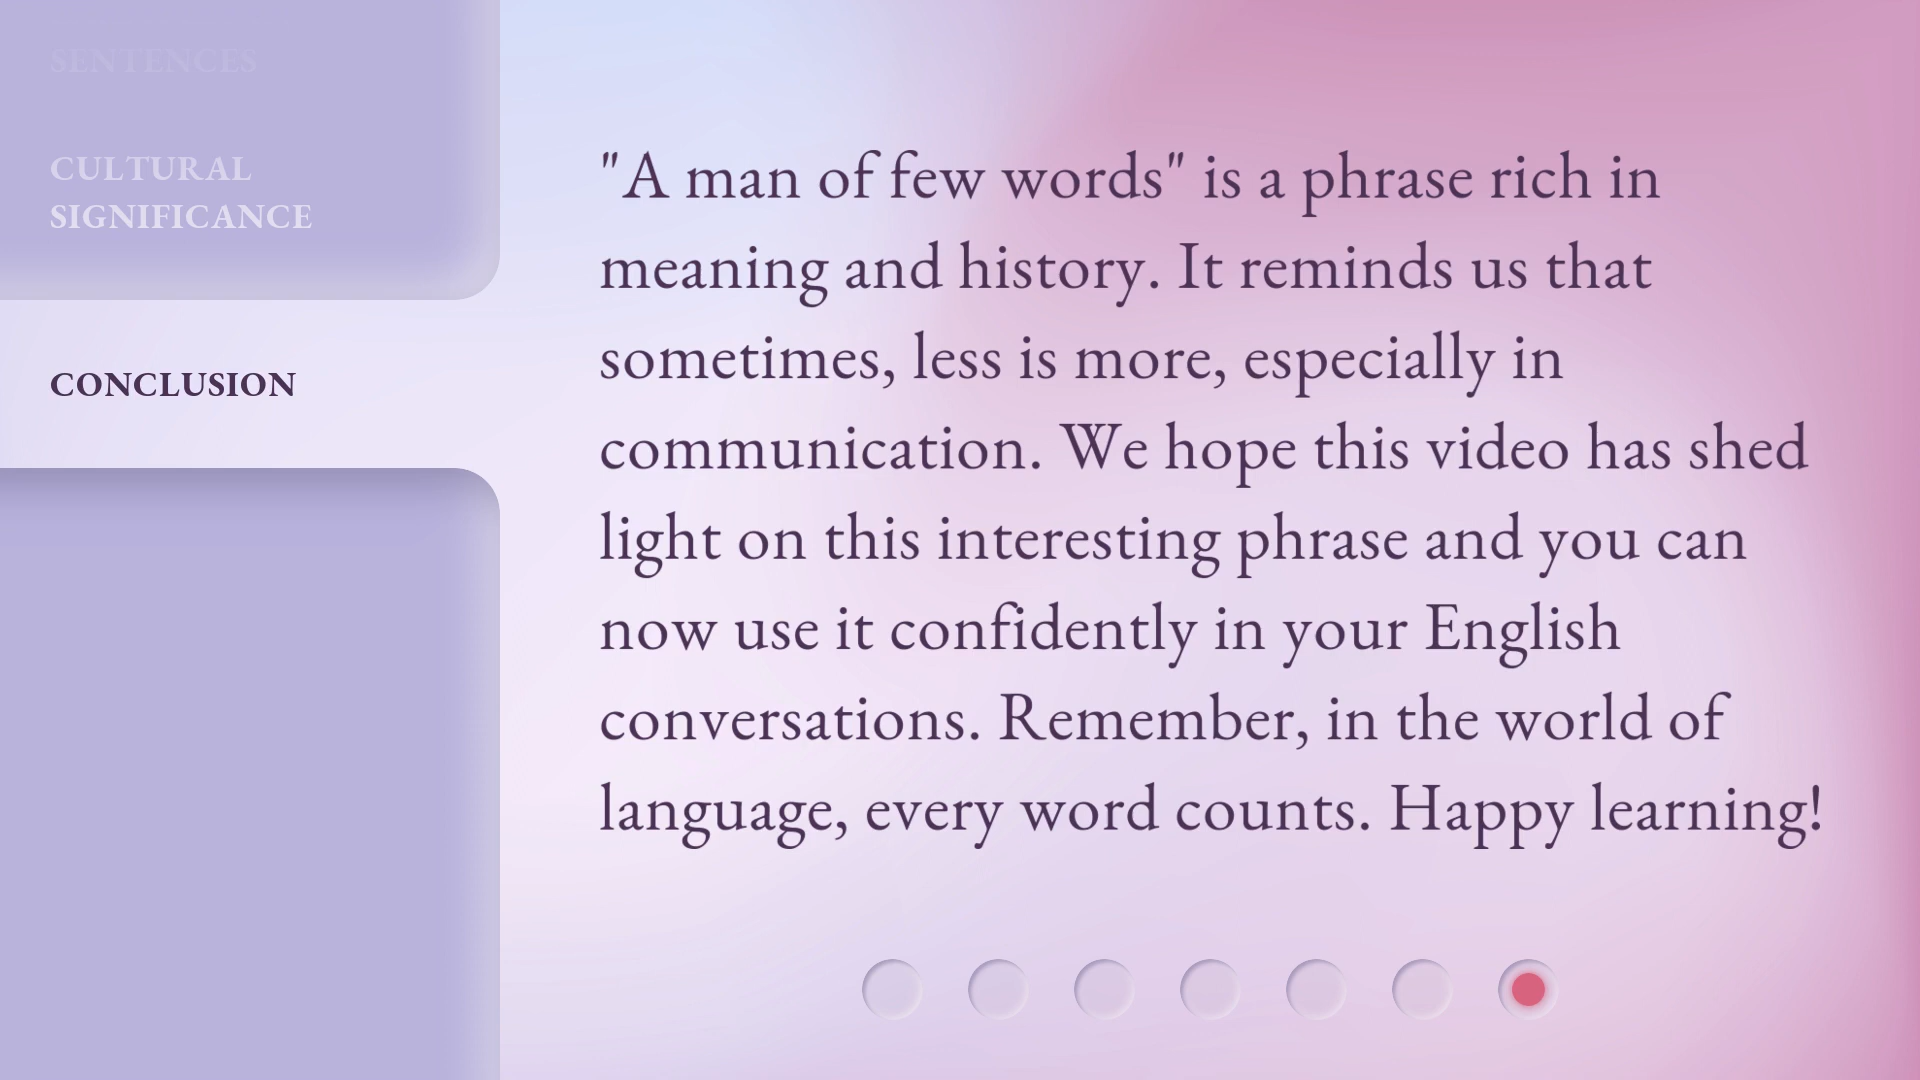 SENTENCES
CULTURAL
SIGNIFICANCE
CONCLUSION
"A man of few words" is a phrase rich in
meaning and history. It reminds us that
sometimes, less is more, especially in
communication. We hope this video has shed
light on this interesting phrase and you can
now use it confidently in your English
conversations. Remember, in the world of
language, every word counts. Happy learning!